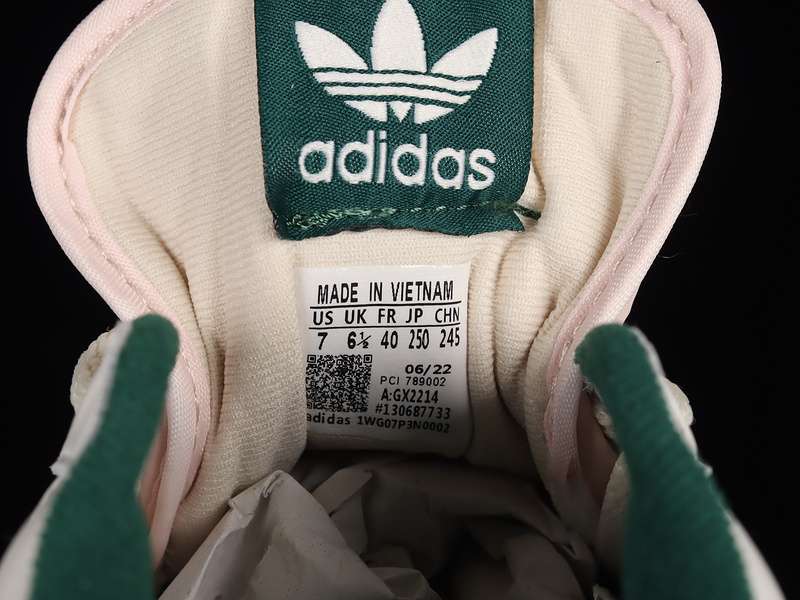 adidas
MADE IN VIETNAM
US UK FR JP CHN
7 6½ 40 250 245
06/22
PCI 789002
A:GX2214
#130687733
adidas 1WG07P3N0002